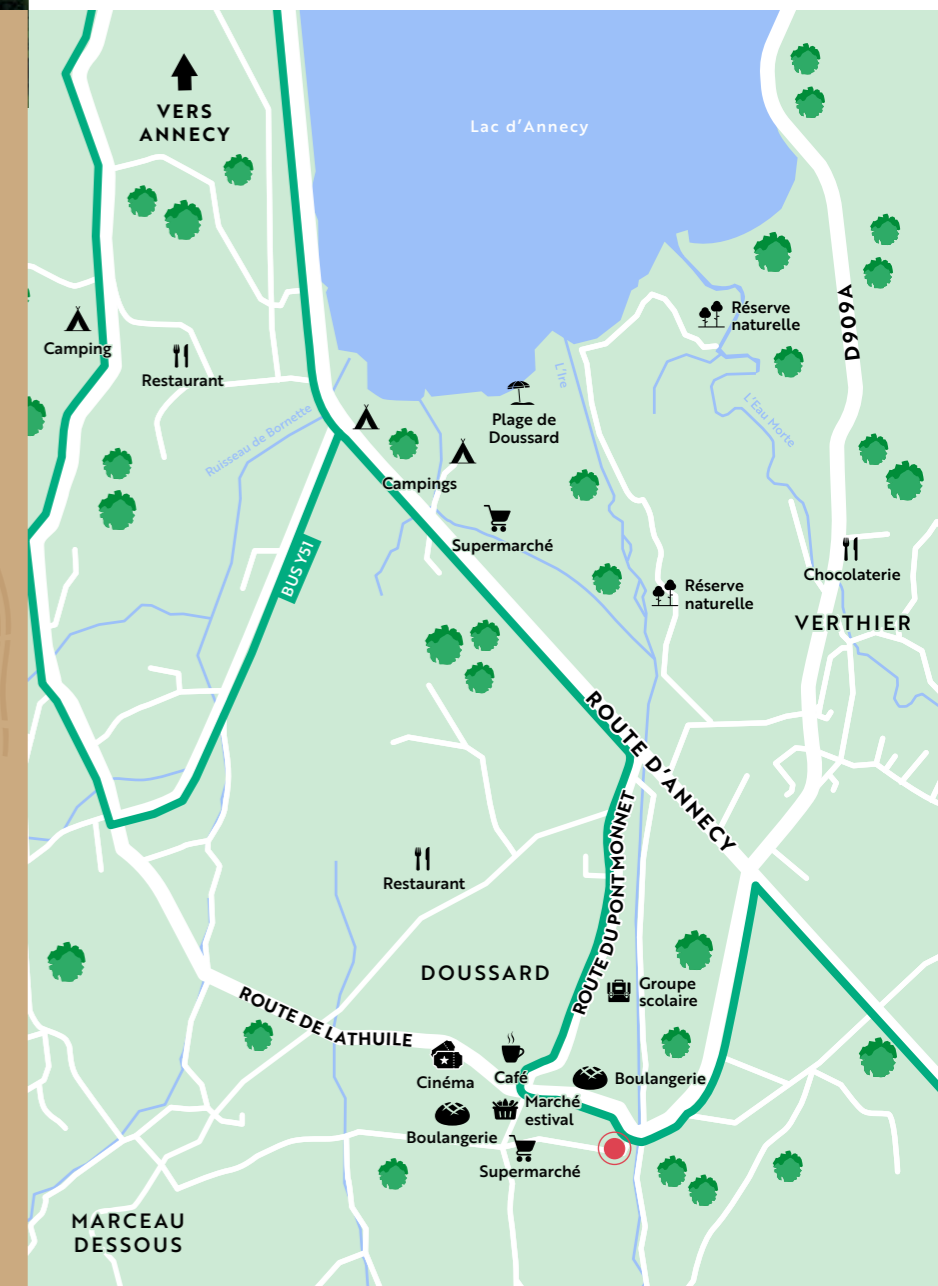 VERS
ANNECY
Lac d'Annecy
D909A
Réserve
naturelle
Camping
Restaurant
L'Ire
Plage de
Doussard
L'Eau Morte
Ruisseau de Bornette
Campings
Supermarché
BUS Y51
Chocolaterie
Réserve
naturelle
VERTHIER
ROUTE D'ANNECY
ROUTE DU PONT MONNET
Restaurant
DOUSSARD
Groupe
scolaire
ROUTE DE LATHUILE
Cinéma
Café
Boulangerie
Marché
estival
Boulangerie
Supermarché
MARCEAU
DESSOUS